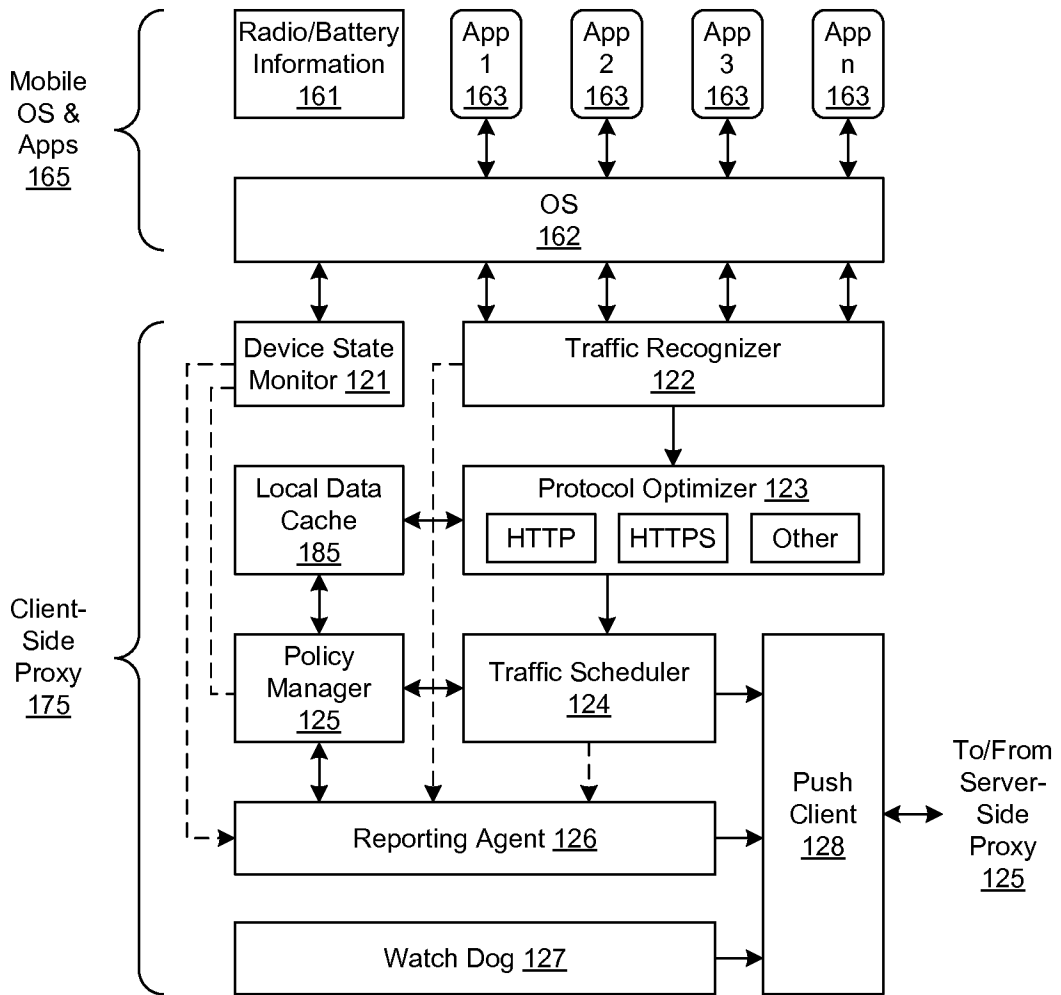 Mobile
OS &
Apps
165
Radio/Battery
Information
161
App
1
163
App
2
163
App
3
163
App
n
163
OS
162
Client-
Side
Proxy
175
Device State
Monitor 121
Traffic Recognizer
122
Local Data
Cache
185
Protocol Optimizer 123
HTTP
HTTPS
Other
Policy
Manager
125
Traffic Scheduler
124
Reporting Agent 126
Watch Dog 127
Push
Client
128
To/From
Server-
Side
Proxy
125